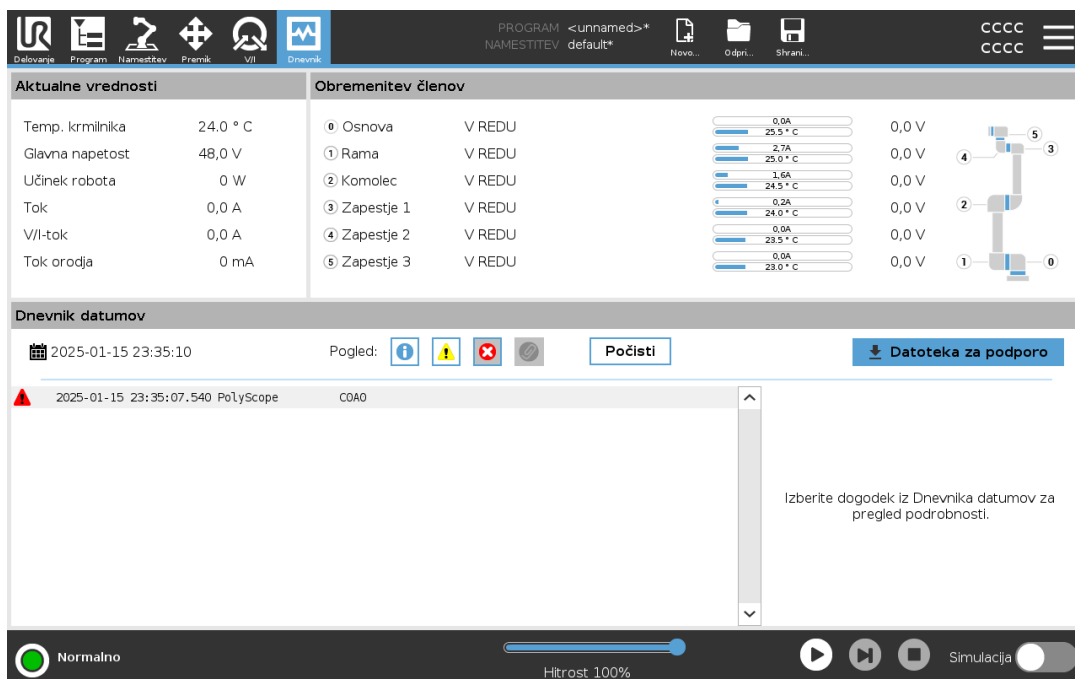 PROGRAM <unnamed>*
NAMESTITEV default*
CCCC
CCCC
Delovanje Program Namestitev Premik V/I Dnevnik Novo... Odpri... Shrani...
Aktualne vrednosti
Temp. krmilnika 24.0 ° C
Glavna napetost 48,0 V
Učinek robota 0 W
Tok 0,0 A
V/I-tok 0,0 A
Tok orodja 0 mA
Obremenitev členov
0 Osnova V REDU 0,0A 25.5 ° C 0,0 V
1 Rama V REDU 2,7A 25.0 ° C 0,0 V
2 Komolec V REDU 1,6A 24.5 ° C 0,0 V
3 Zapestje 1 V REDU 0,2A 24.0 ° C 0,0 V
4 Zapestje 2 V REDU 0,0A 23.5 ° C 0,0 V
5 Zapestje 3 V REDU 0,0A 23.0 ° C 0,0 V
5
3
4
2
1 0
Dnevnik datumov
2025-01-15 23:35:10 Pogled: Počisti Datoteka za podporo
2025-01-15 23:35:07.540 PolyScope C0A0
Izberite dogodek iz Dnevnika datumov za
pregled podrobnosti.
Normalno
Hitrost 100%
Simulacija